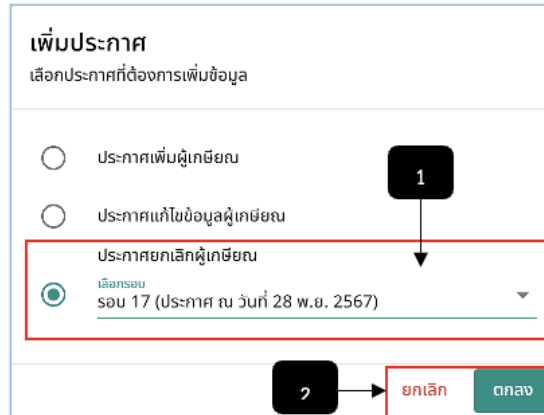 เพิ่มประกาศ
เลือกประกาศที่ต้องการเพิ่มข้อมูล
ประกาศเพิ่มผู้เกษียณ
1
ประกาศแก้ไขข้อมูลผู้เกษียณ
ประกาศยกเลิกผู้เกษียณ
เลือกรอบ
รอบ 17 (ประกาศ ณ วันที่ 28 พ.ย. 2567)
2 ยกเลิก ตกลง